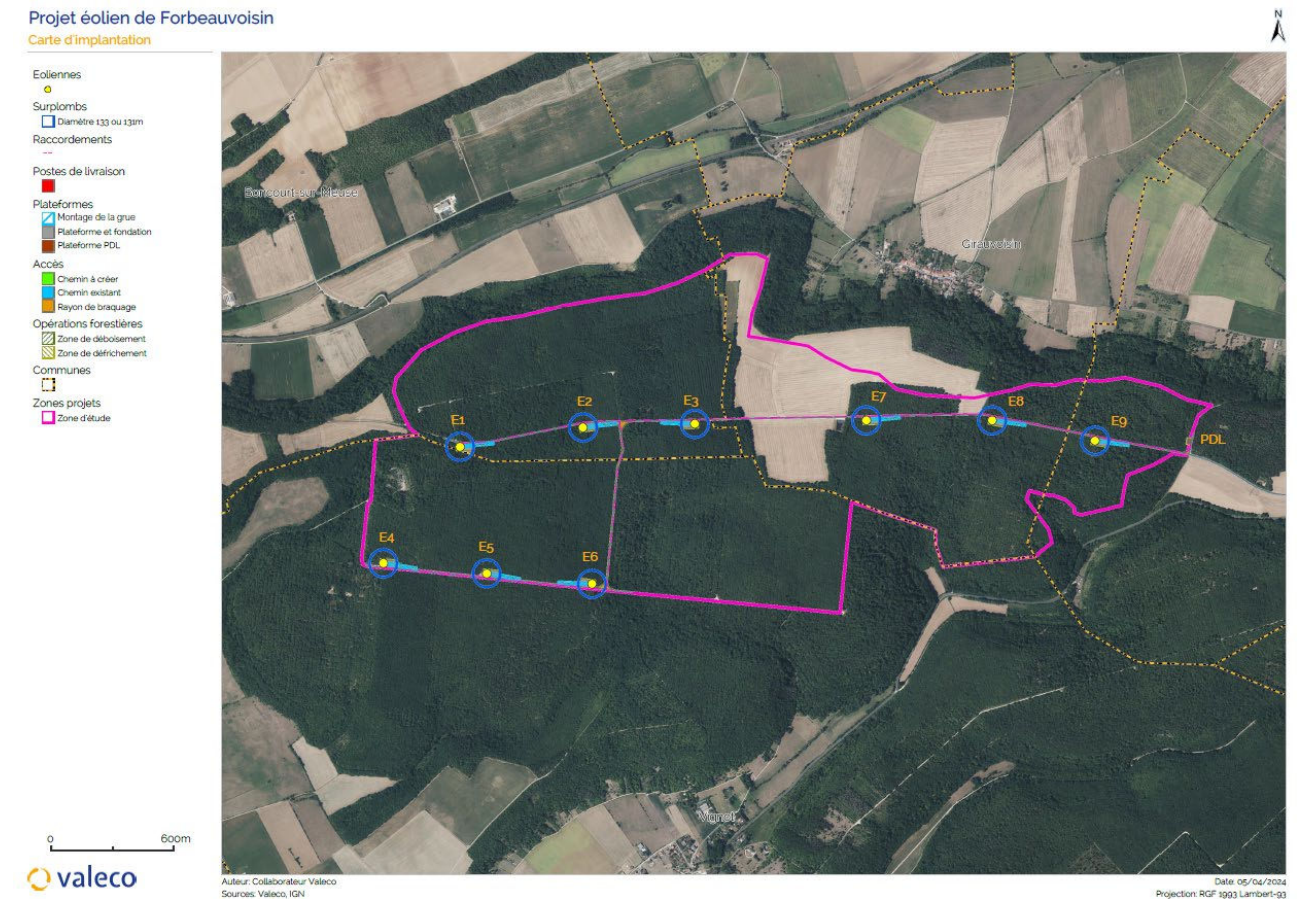 Projet éolien de Forbeauvoisin
Carte d'implantation
N
Eoliennes
Surplombs
Diamètre 133 ou 131m
Raccordements
Postes de livraison
Plateformes
Montage de la grue
Plateforme et fondation
Plateforme PDL
Accès
Chemin à créer
Chemin existant
Rayon de braquage
Opérations forestières
Zone de déboisement
Zone de défrichement
Communes
Zones projets
Zone d'étude
Boncourt-sur-Meuse
Girauvoisin
E1
E2
E3
E7
E8
E9
PDL
E4
E5
E6
Vignot
0 600m
valeco
Auteur: Collaborateur Valeco
Sources: Valeco, IGN
Date: 05/04/2024
Projection: RGF 1993 Lambert-93